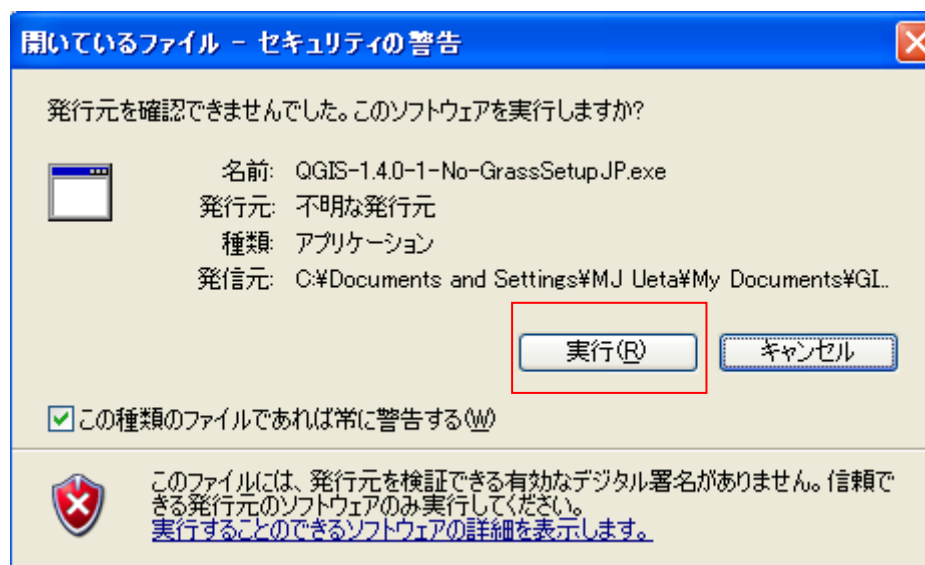 開いているファイル - セキュリティの警告
発行元を確認できませんでした。このソフトウェアを実行しますか?
名前: QGIS-1.4.0-1-No-GrassSetupJP.exe
発行元: 不明な発行元
種類: アプリケーション
発信元: C:¥Documents and Settings¥MJ Ueta¥My Documents¥GI...
実行(R) キャンセル
この種類のファイルであれば常に警告する(W)
このファイルには、発行元を検証できる有効なデジタル署名がありません。信頼で
きる発行元のソフトウェアのみ実行してください。
実行することのできるソフトウェアの詳細を表示します。